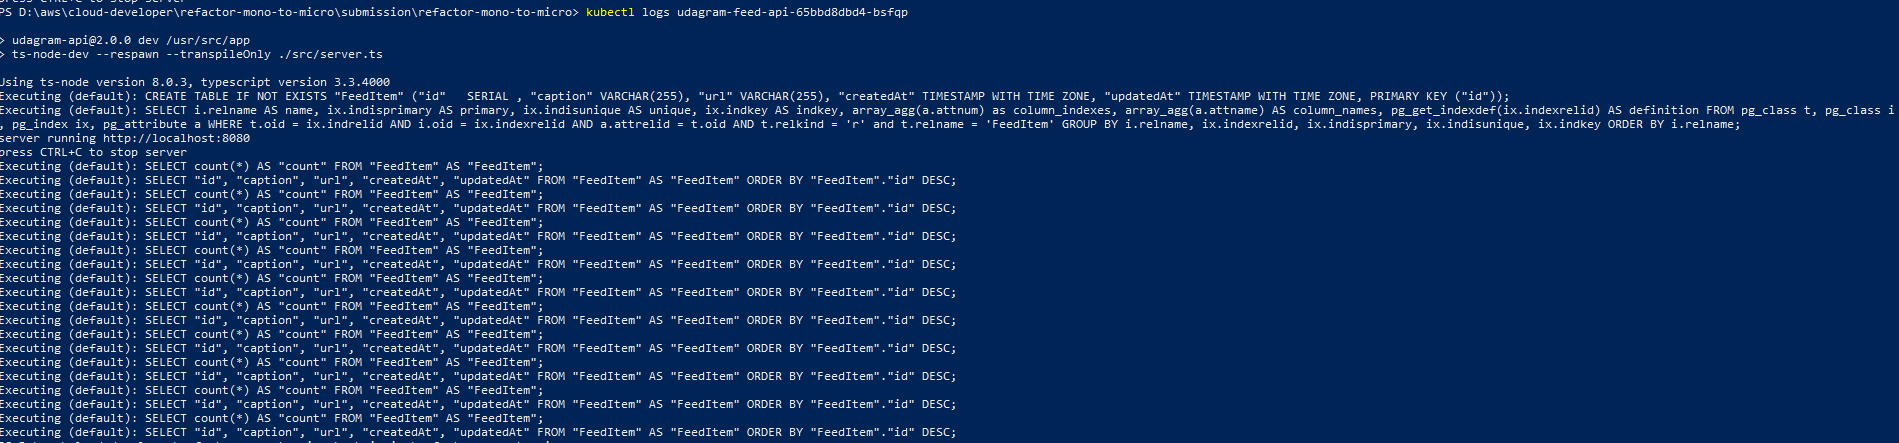 PS D:\aws\cloud-developer\refactor-mono-to-micro\submission\refactor-mono-to-micro> kubectl logs udagram-feed-api-65bbd8dbd4-bsfqp
> udagram-api@2.0.0 dev /usr/src/app
> ts-node-dev --respawn --transpileOnly ./src/server.ts
Using ts-node version 8.0.3, typescript version 3.3.4000
Executing (default): CREATE TABLE IF NOT EXISTS "FeedItem" ("id"   SERIAL , "caption" VARCHAR(255), "url" VARCHAR(255), "createdAt" TIMESTAMP WITH TIME ZONE, "updatedAt" TIMESTAMP WITH TIME ZONE, PRIMARY KEY ("id"));
Executing (default): SELECT i.relname AS name, ix.indisprimary AS primary, ix.indisunique AS unique, ix.indkey AS indkey, array_agg(a.attnum) as column_indexes, array_agg(a.attname) AS column_names, pg_get_indexdef(ix.indexrelid) AS definition FROM pg_class t, pg_class i
, pg_index ix, pg_attribute a WHERE t.oid = ix.indrelid AND i.oid = ix.indexrelid AND a.attrelid = t.oid AND t.relkind = 'r' and t.relname = 'FeedItem' GROUP BY i.relname, ix.indexrelid, ix.indisprimary, ix.indisunique, ix.indkey ORDER BY i.relname;
server running http://localhost:8080
press CTRL+C to stop server
Executing (default): SELECT count(*) AS "count" FROM "FeedItem" AS "FeedItem";
Executing (default): SELECT "id", "caption", "url", "createdAt", "updatedAt" FROM "FeedItem" AS "FeedItem" ORDER BY "FeedItem"."id" DESC;
Executing (default): SELECT count(*) AS "count" FROM "FeedItem" AS "FeedItem";
Executing (default): SELECT "id", "caption", "url", "createdAt", "updatedAt" FROM "FeedItem" AS "FeedItem" ORDER BY "FeedItem"."id" DESC;
Executing (default): SELECT count(*) AS "count" FROM "FeedItem" AS "FeedItem";
Executing (default): SELECT "id", "caption", "url", "createdAt", "updatedAt" FROM "FeedItem" AS "FeedItem" ORDER BY "FeedItem"."id" DESC;
Executing (default): SELECT count(*) AS "count" FROM "FeedItem" AS "FeedItem";
Executing (default): SELECT "id", "caption", "url", "createdAt", "updatedAt" FROM "FeedItem" AS "FeedItem" ORDER BY "FeedItem"."id" DESC;
Executing (default): SELECT count(*) AS "count" FROM "FeedItem" AS "FeedItem";
Executing (default): SELECT "id", "caption", "url", "createdAt", "updatedAt" FROM "FeedItem" AS "FeedItem" ORDER BY "FeedItem"."id" DESC;
Executing (default): SELECT count(*) AS "count" FROM "FeedItem" AS "FeedItem";
Executing (default): SELECT "id", "caption", "url", "createdAt", "updatedAt" FROM "FeedItem" AS "FeedItem" ORDER BY "FeedItem"."id" DESC;
Executing (default): SELECT count(*) AS "count" FROM "FeedItem" AS "FeedItem";
Executing (default): SELECT "id", "caption", "url", "createdAt", "updatedAt" FROM "FeedItem" AS "FeedItem" ORDER BY "FeedItem"."id" DESC;
Executing (default): SELECT count(*) AS "count" FROM "FeedItem" AS "FeedItem";
Executing (default): SELECT "id", "caption", "url", "createdAt", "updatedAt" FROM "FeedItem" AS "FeedItem" ORDER BY "FeedItem"."id" DESC;
Executing (default): SELECT count(*) AS "count" FROM "FeedItem" AS "FeedItem";
Executing (default): SELECT "id", "caption", "url", "createdAt", "updatedAt" FROM "FeedItem" AS "FeedItem" ORDER BY "FeedItem"."id" DESC;
Executing (default): SELECT count(*) AS "count" FROM "FeedItem" AS "FeedItem";
Executing (default): SELECT "id", "caption", "url", "createdAt", "updatedAt" FROM "FeedItem" AS "FeedItem" ORDER BY "FeedItem"."id" DESC;